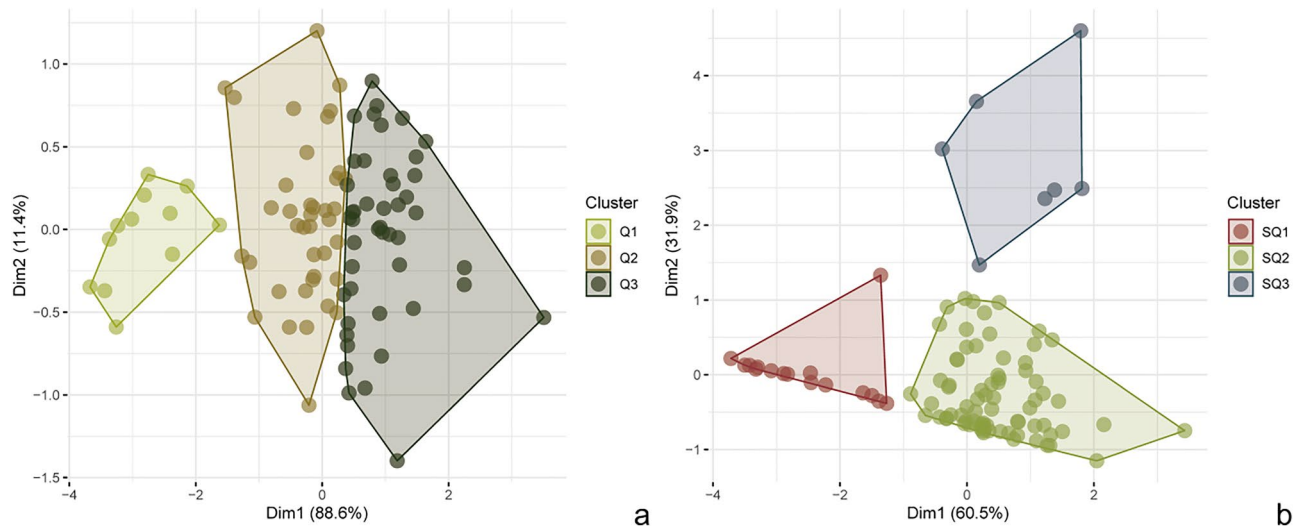 1.0
0.5
0.0
−0.5
−1.0
−1.5
Dim2 (11.4%)
−4
−2
0
2
Dim1 (88.6%)
Cluster
Q1
Q2
Q3
a
4
3
2
1
0
−1
Dim2 (31.9%)
−4
−2
0
2
Dim1 (60.5%)
Cluster
SQ1
SQ2
SQ3
b